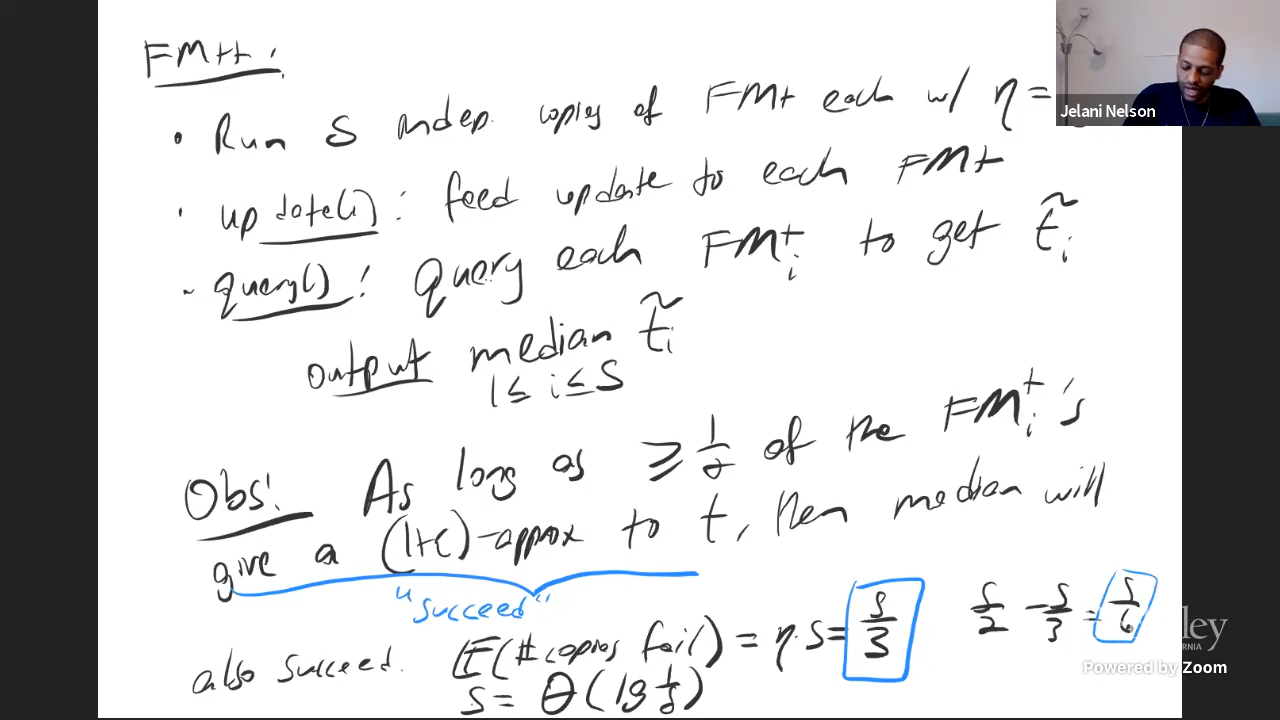 FM++:
• Run S indep. copies of FM+ each w/ η =
Jelani Nelson
• update(i): feed update to each FM+
• query(): query each FM⁺ᵢ to get t̃ᵢ
output median t̃ᵢ
1 ≤ i ≤ S
Obs: As long as ≥ 1/2 of the FM⁺ᵢ's
give a (1+ε)-approx to t, then median will
"succeed"
also succeed. E(# copies fail) = η·S = S/3
S/2 - S/3 = S/6
S = Θ(lg 1/δ)
ley
RNIA
Powered by Zoom